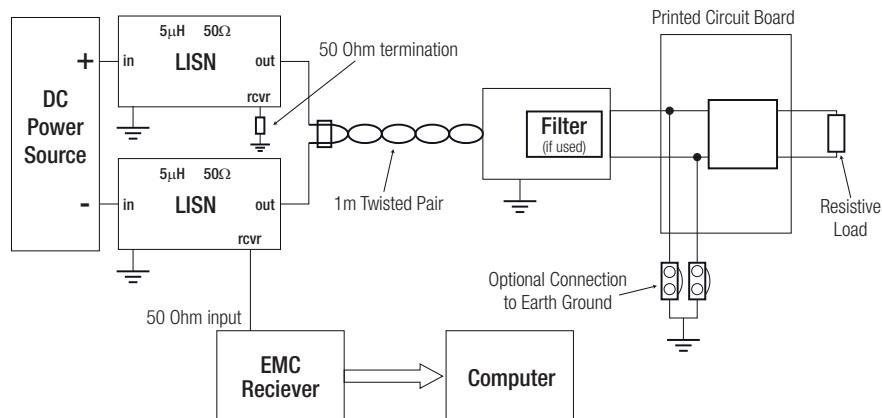 Printed Circuit Board
5µH 50Ω
LISN
in
out
rcvr
50 Ohm termination
+
DC
Power
Source
-
5µH 50Ω
LISN
in
out
rcvr
1m Twisted Pair
Filter
(if used)
Resistive
Load
Optional Connection
to Earth Ground
50 Ohm input
EMC
Reciever
Computer